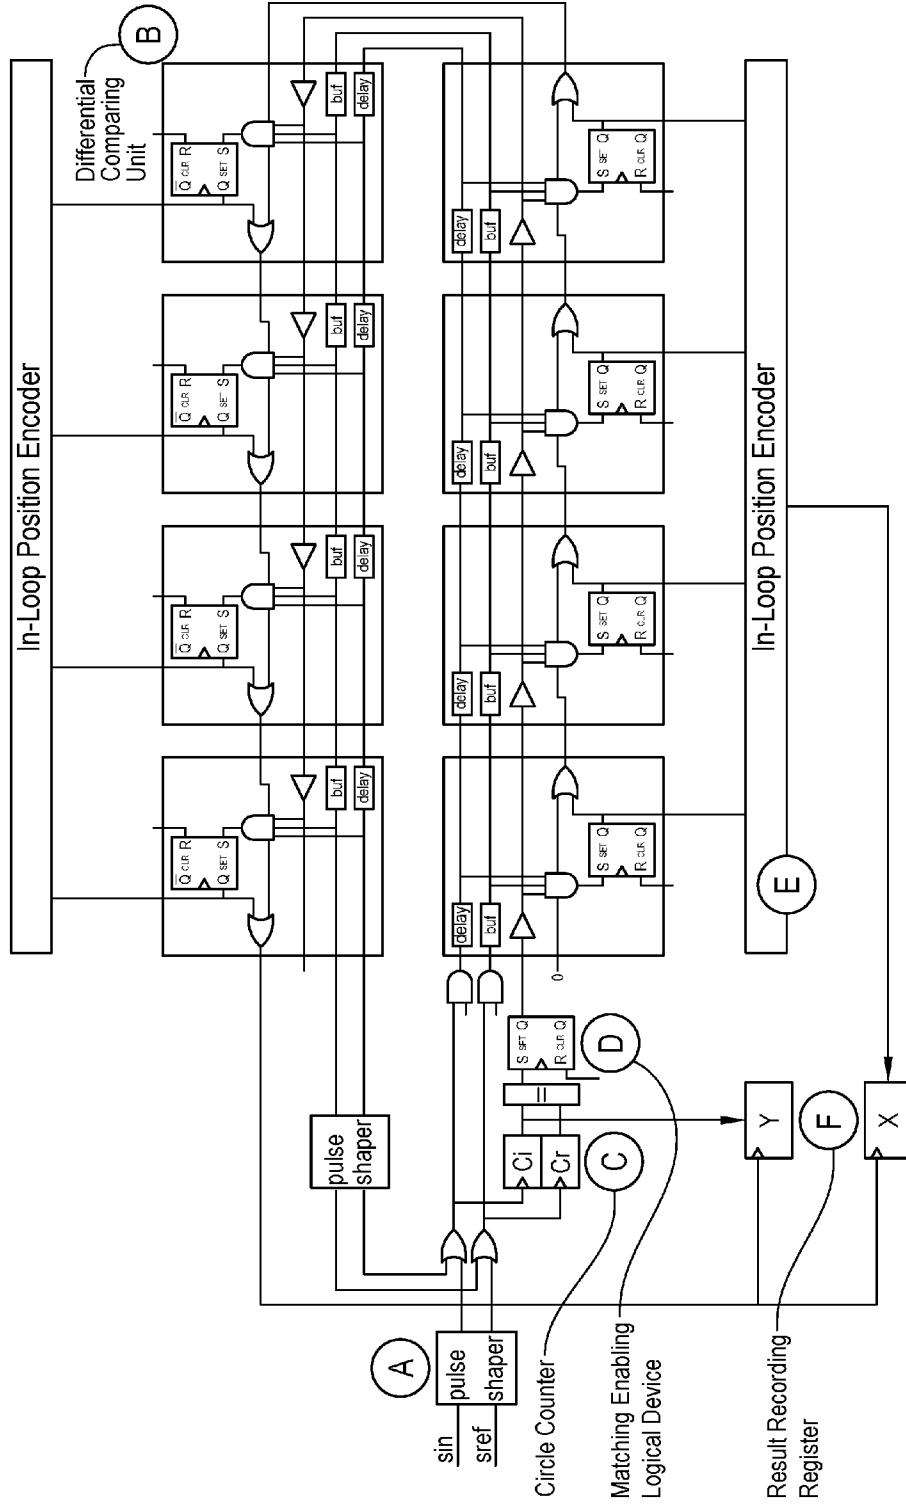 In-Loop Position Encoder
Differential
Comparing
Unit
B
Q̅ CLR R
Q SET S
Q̅ CLR R
Q SET S
Q̅ CLR R
Q SET S
Q̅ CLR R
Q SET S
buf
delay
buf
delay
buf
delay
buf
delay
pulse
shaper
A
sin
sref
pulse
shaper
delay
buf
delay
buf
delay
buf
delay
buf
Ci
Cr
=
S SET Q
R CLR Q
0
S SET Q
R CLR Q
S SET Q
R CLR Q
S SET Q
R CLR Q
S SET Q
R CLR Q
Circle Counter
C
D
Matching Enabling
Logical Device
In-Loop Position Encoder
E
Y
F
X
Result Recording
Register